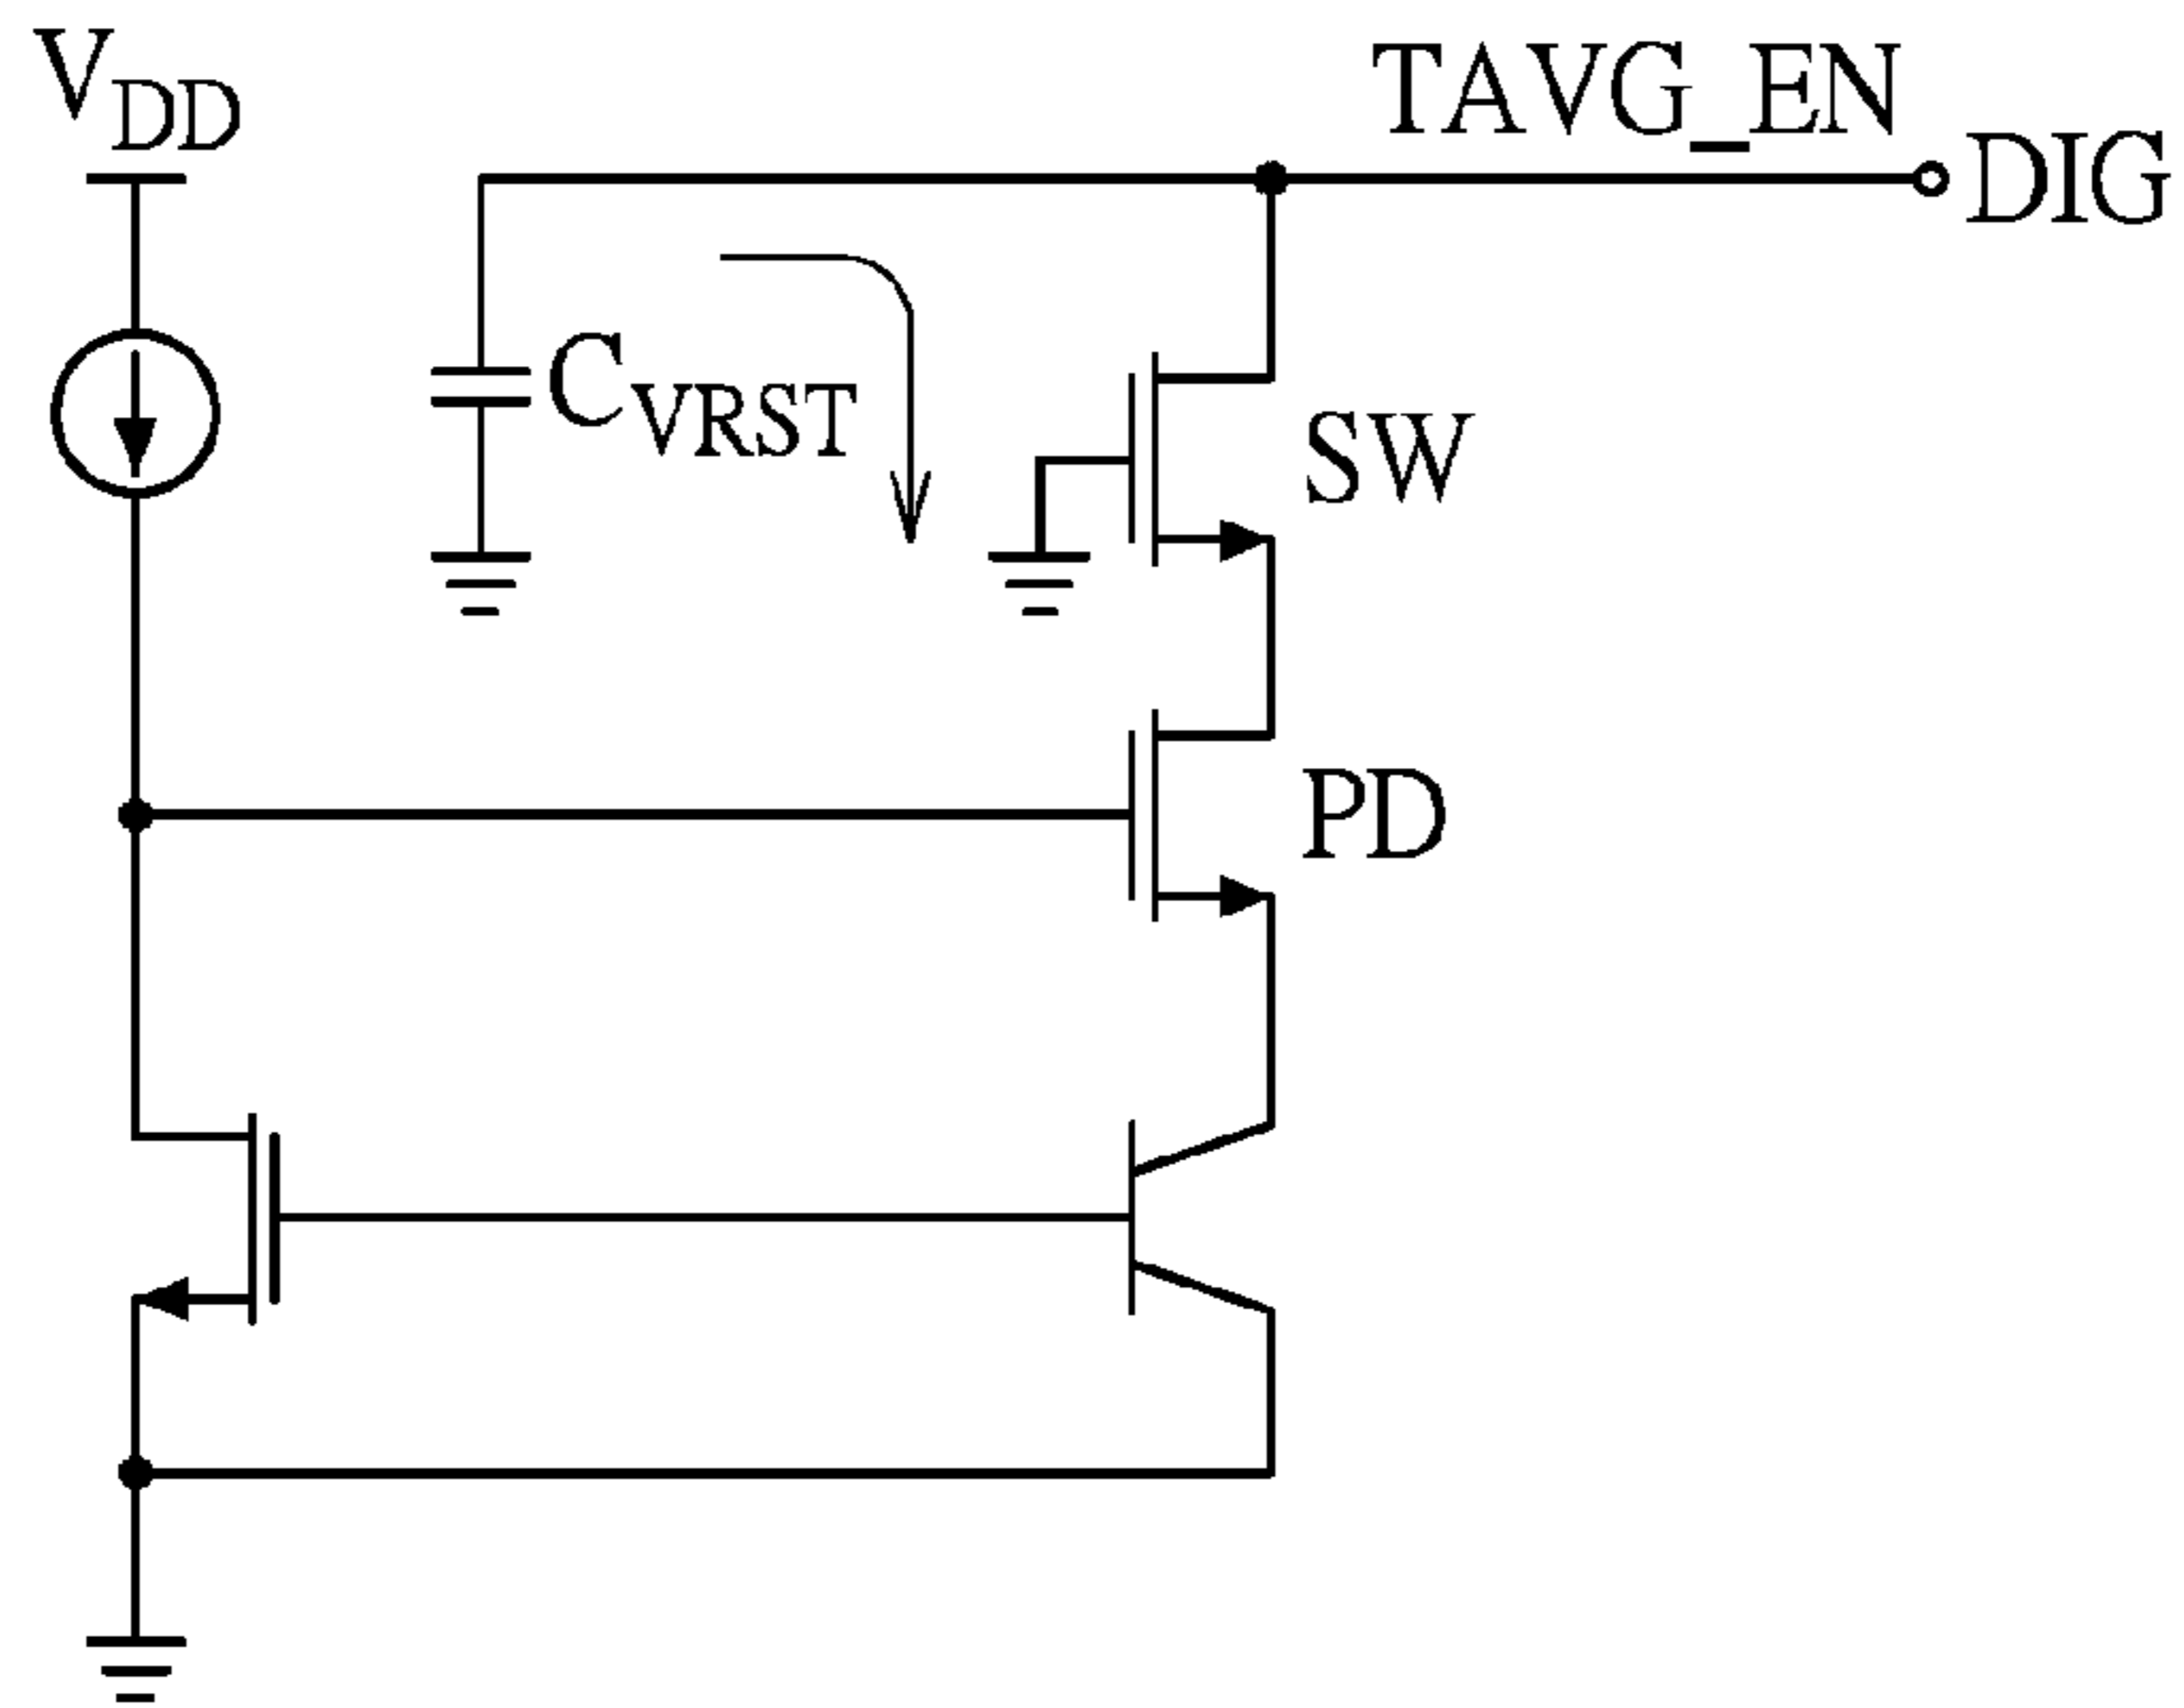 VDD
TAVG_EN
DIG
CVRST
SW
PD